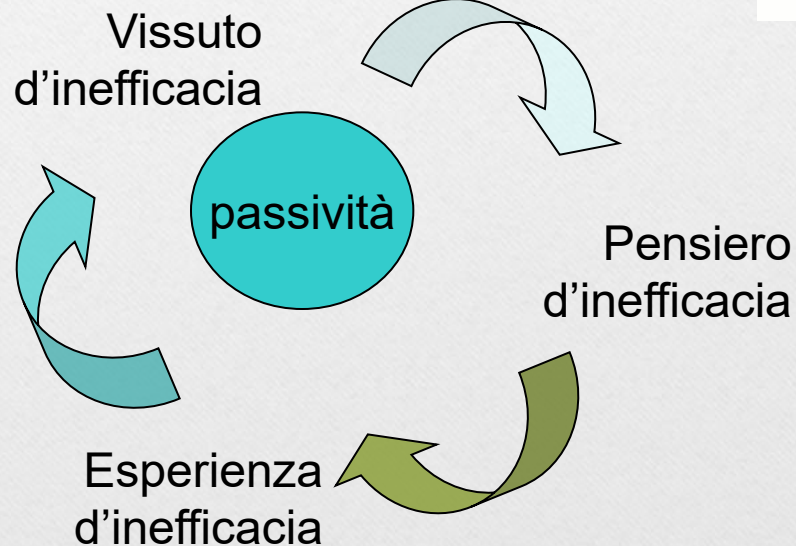 Vissuto
d’inefficacia
passività
Pensiero
d’inefficacia
Esperienza
d’inefficacia